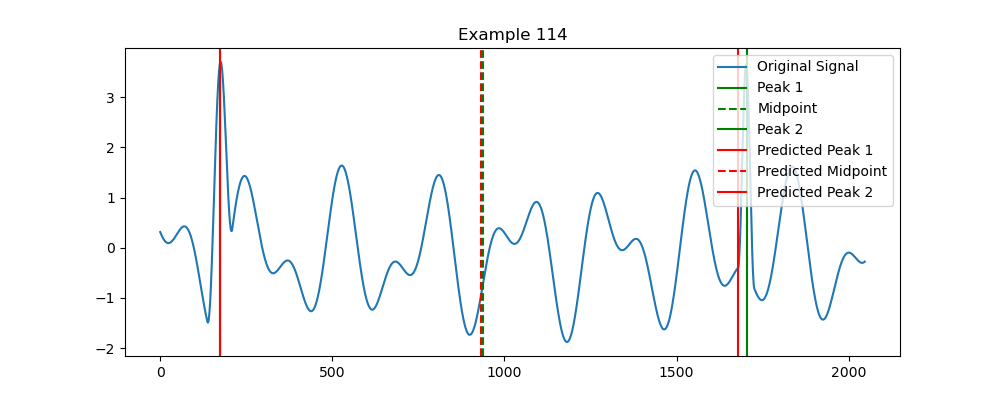 Example 114
Original Signal
Peak 1
Midpoint
Peak 2
Predicted Peak 1
Predicted Midpoint
Predicted Peak 2
3
2
1
0
−1
−2
0 500 1000 1500 2000